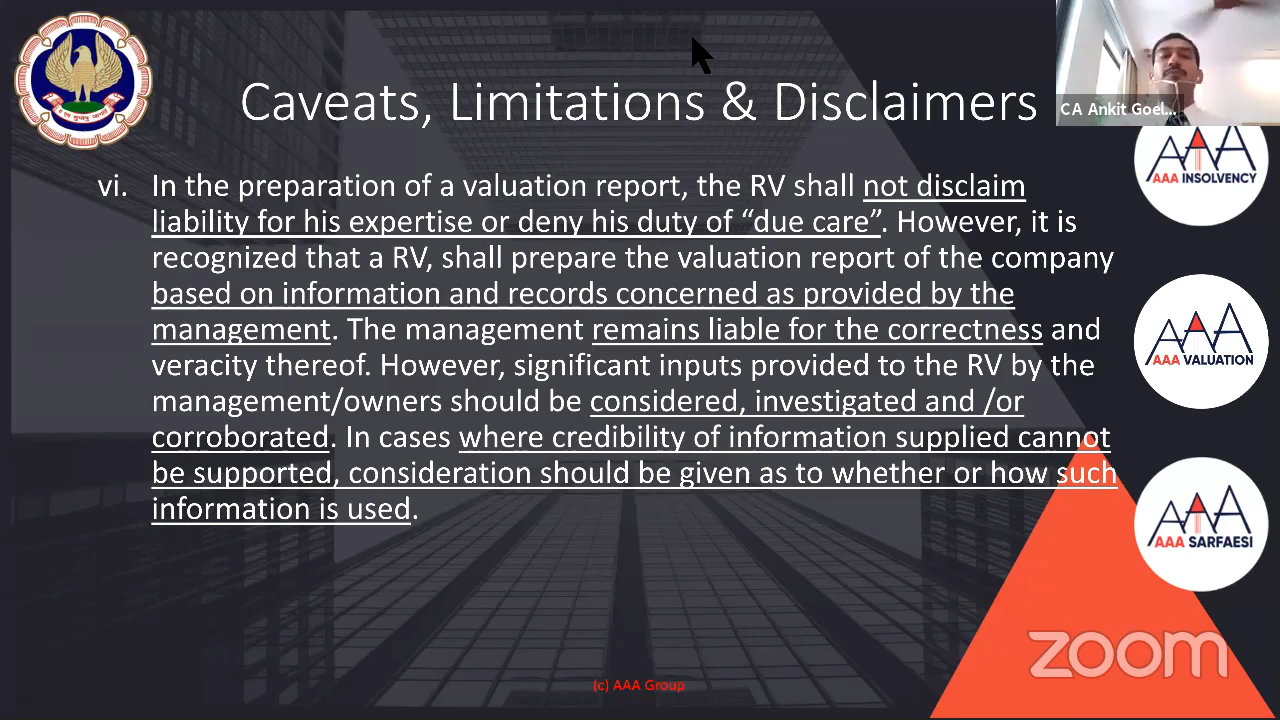 Caveats, Limitations & Disclaimers
CA Ankit Goel...
vi. In the preparation of a valuation report, the RV shall not disclaim
liability for his expertise or deny his duty of “due care”. However, it is
recognized that a RV, shall prepare the valuation report of the company
based on information and records concerned as provided by the
management. The management remains liable for the correctness and
veracity thereof. However, significant inputs provided to the RV by the
management/owners should be considered, investigated and /or
corroborated. In cases where credibility of information supplied cannot
be supported, consideration should be given as to whether or how such
information is used.
AAA
AAA INSOLVENCY
AAA
AAA VALUATION
AAA
AAA SARFAESI
zoom
(c) AAA Group